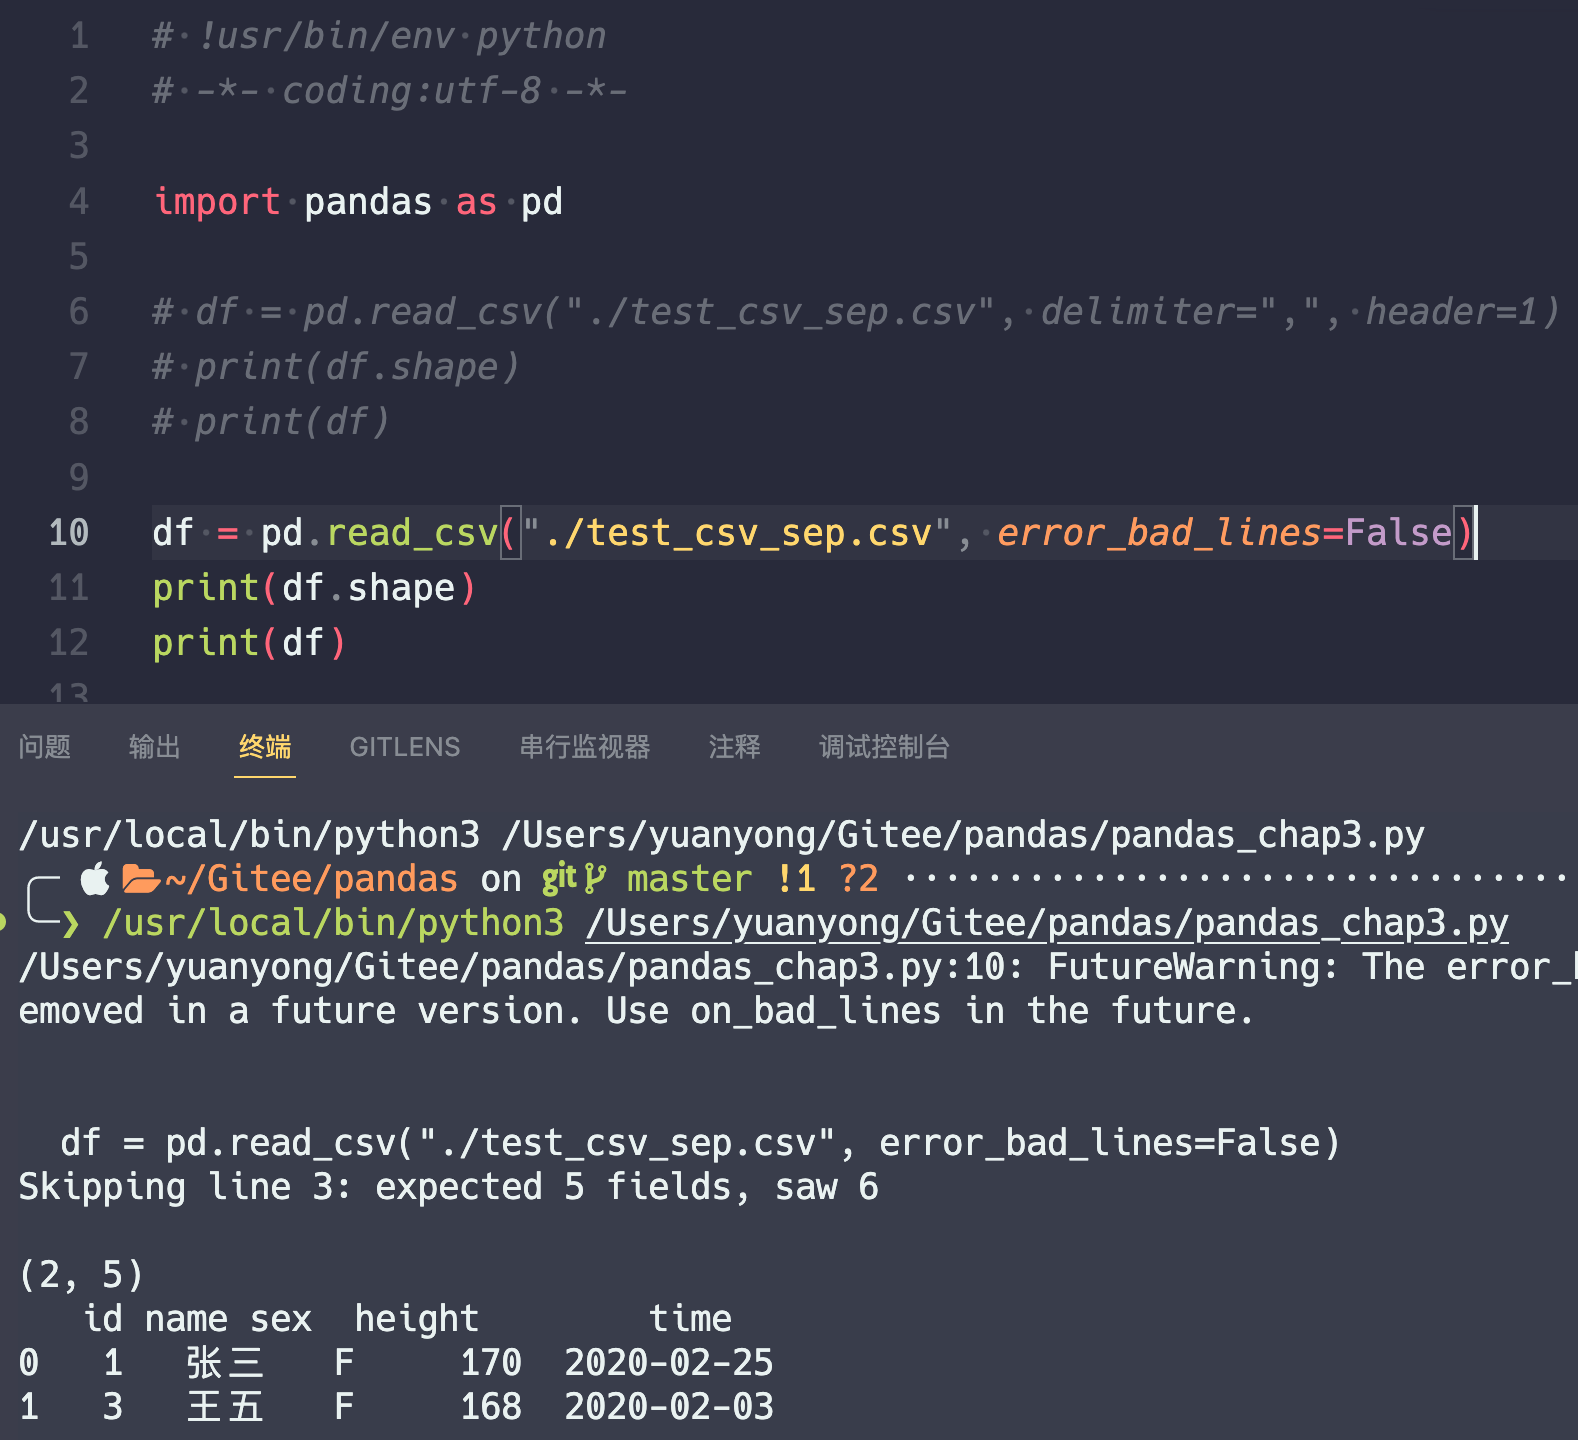 1 # !usr/bin/env python
2 # -*- coding:utf-8 -*-
3
4 import pandas as pd
5
6 # df = pd.read_csv("./test_csv_sep.csv", delimiter=",", header=1)
7 # print(df.shape)
8 # print(df)
9
10 df = pd.read_csv("./test_csv_sep.csv", error_bad_lines=False)
11 print(df.shape)
12 print(df)
13
问题 输出 终端 GITLENS 串行监视器 注释 调试控制台
/usr/local/bin/python3 /Users/yuanyong/Gitee/pandas/pandas_chap3.py
~/Gitee/pandas on git master !1 ?2 ································
❯ /usr/local/bin/python3 /Users/yuanyong/Gitee/pandas/pandas_chap3.py
/Users/yuanyong/Gitee/pandas/pandas_chap3.py:10: FutureWarning: The error_
emoved in a future version. Use on_bad_lines in the future.
df = pd.read_csv("./test_csv_sep.csv", error_bad_lines=False)
Skipping line 3: expected 5 fields, saw 6
(2, 5)
id name sex height time
0 1 张三 F 170 2020-02-25
1 3 王五 F 168 2020-02-03